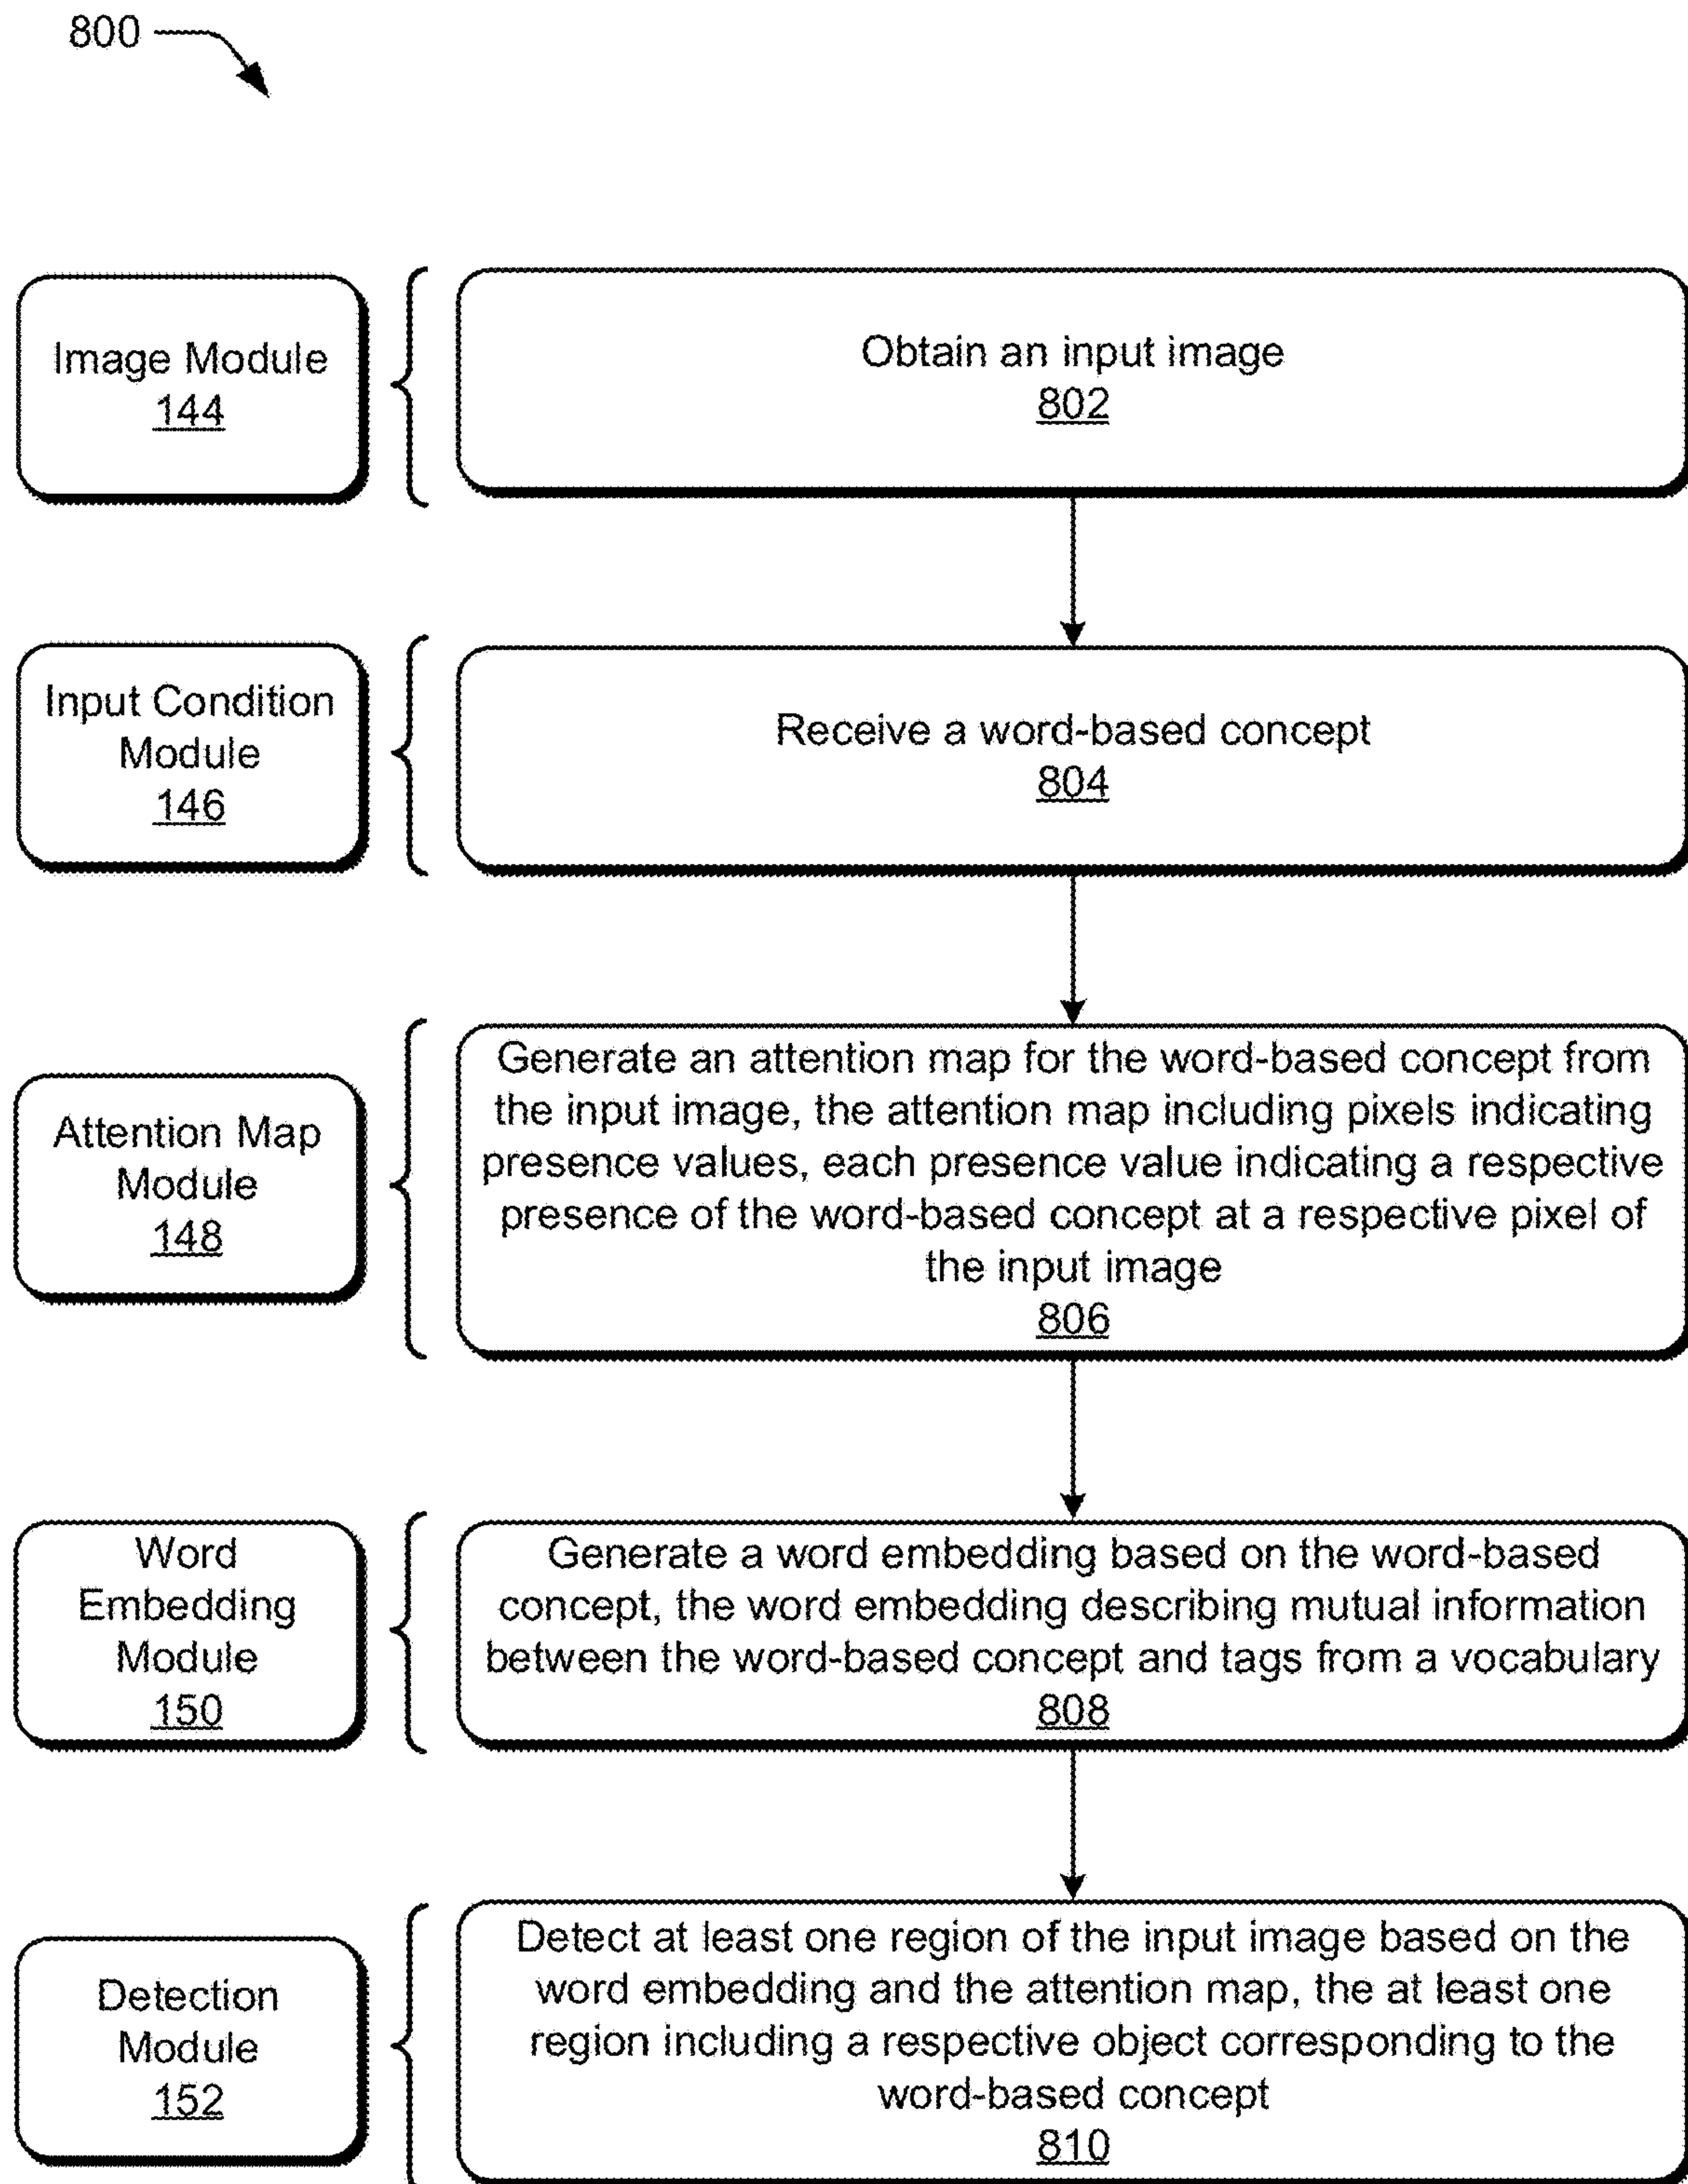 800
Image Module
144
Obtain an input image
802
Input Condition
Module
146
Receive a word-based concept
804
Attention Map
Module
148
Generate an attention map for the word-based concept from
the input image, the attention map including pixels indicating
presence values, each presence value indicating a respective
presence of the word-based concept at a respective pixel of
the input image
806
Word
Embedding
Module
150
Generate a word embedding based on the word-based
concept, the word embedding describing mutual information
between the word-based concept and tags from a vocabulary
808
Detection
Module
152
Detect at least one region of the input image based on the
word embedding and the attention map, the at least one
region including a respective object corresponding to the
word-based concept
810